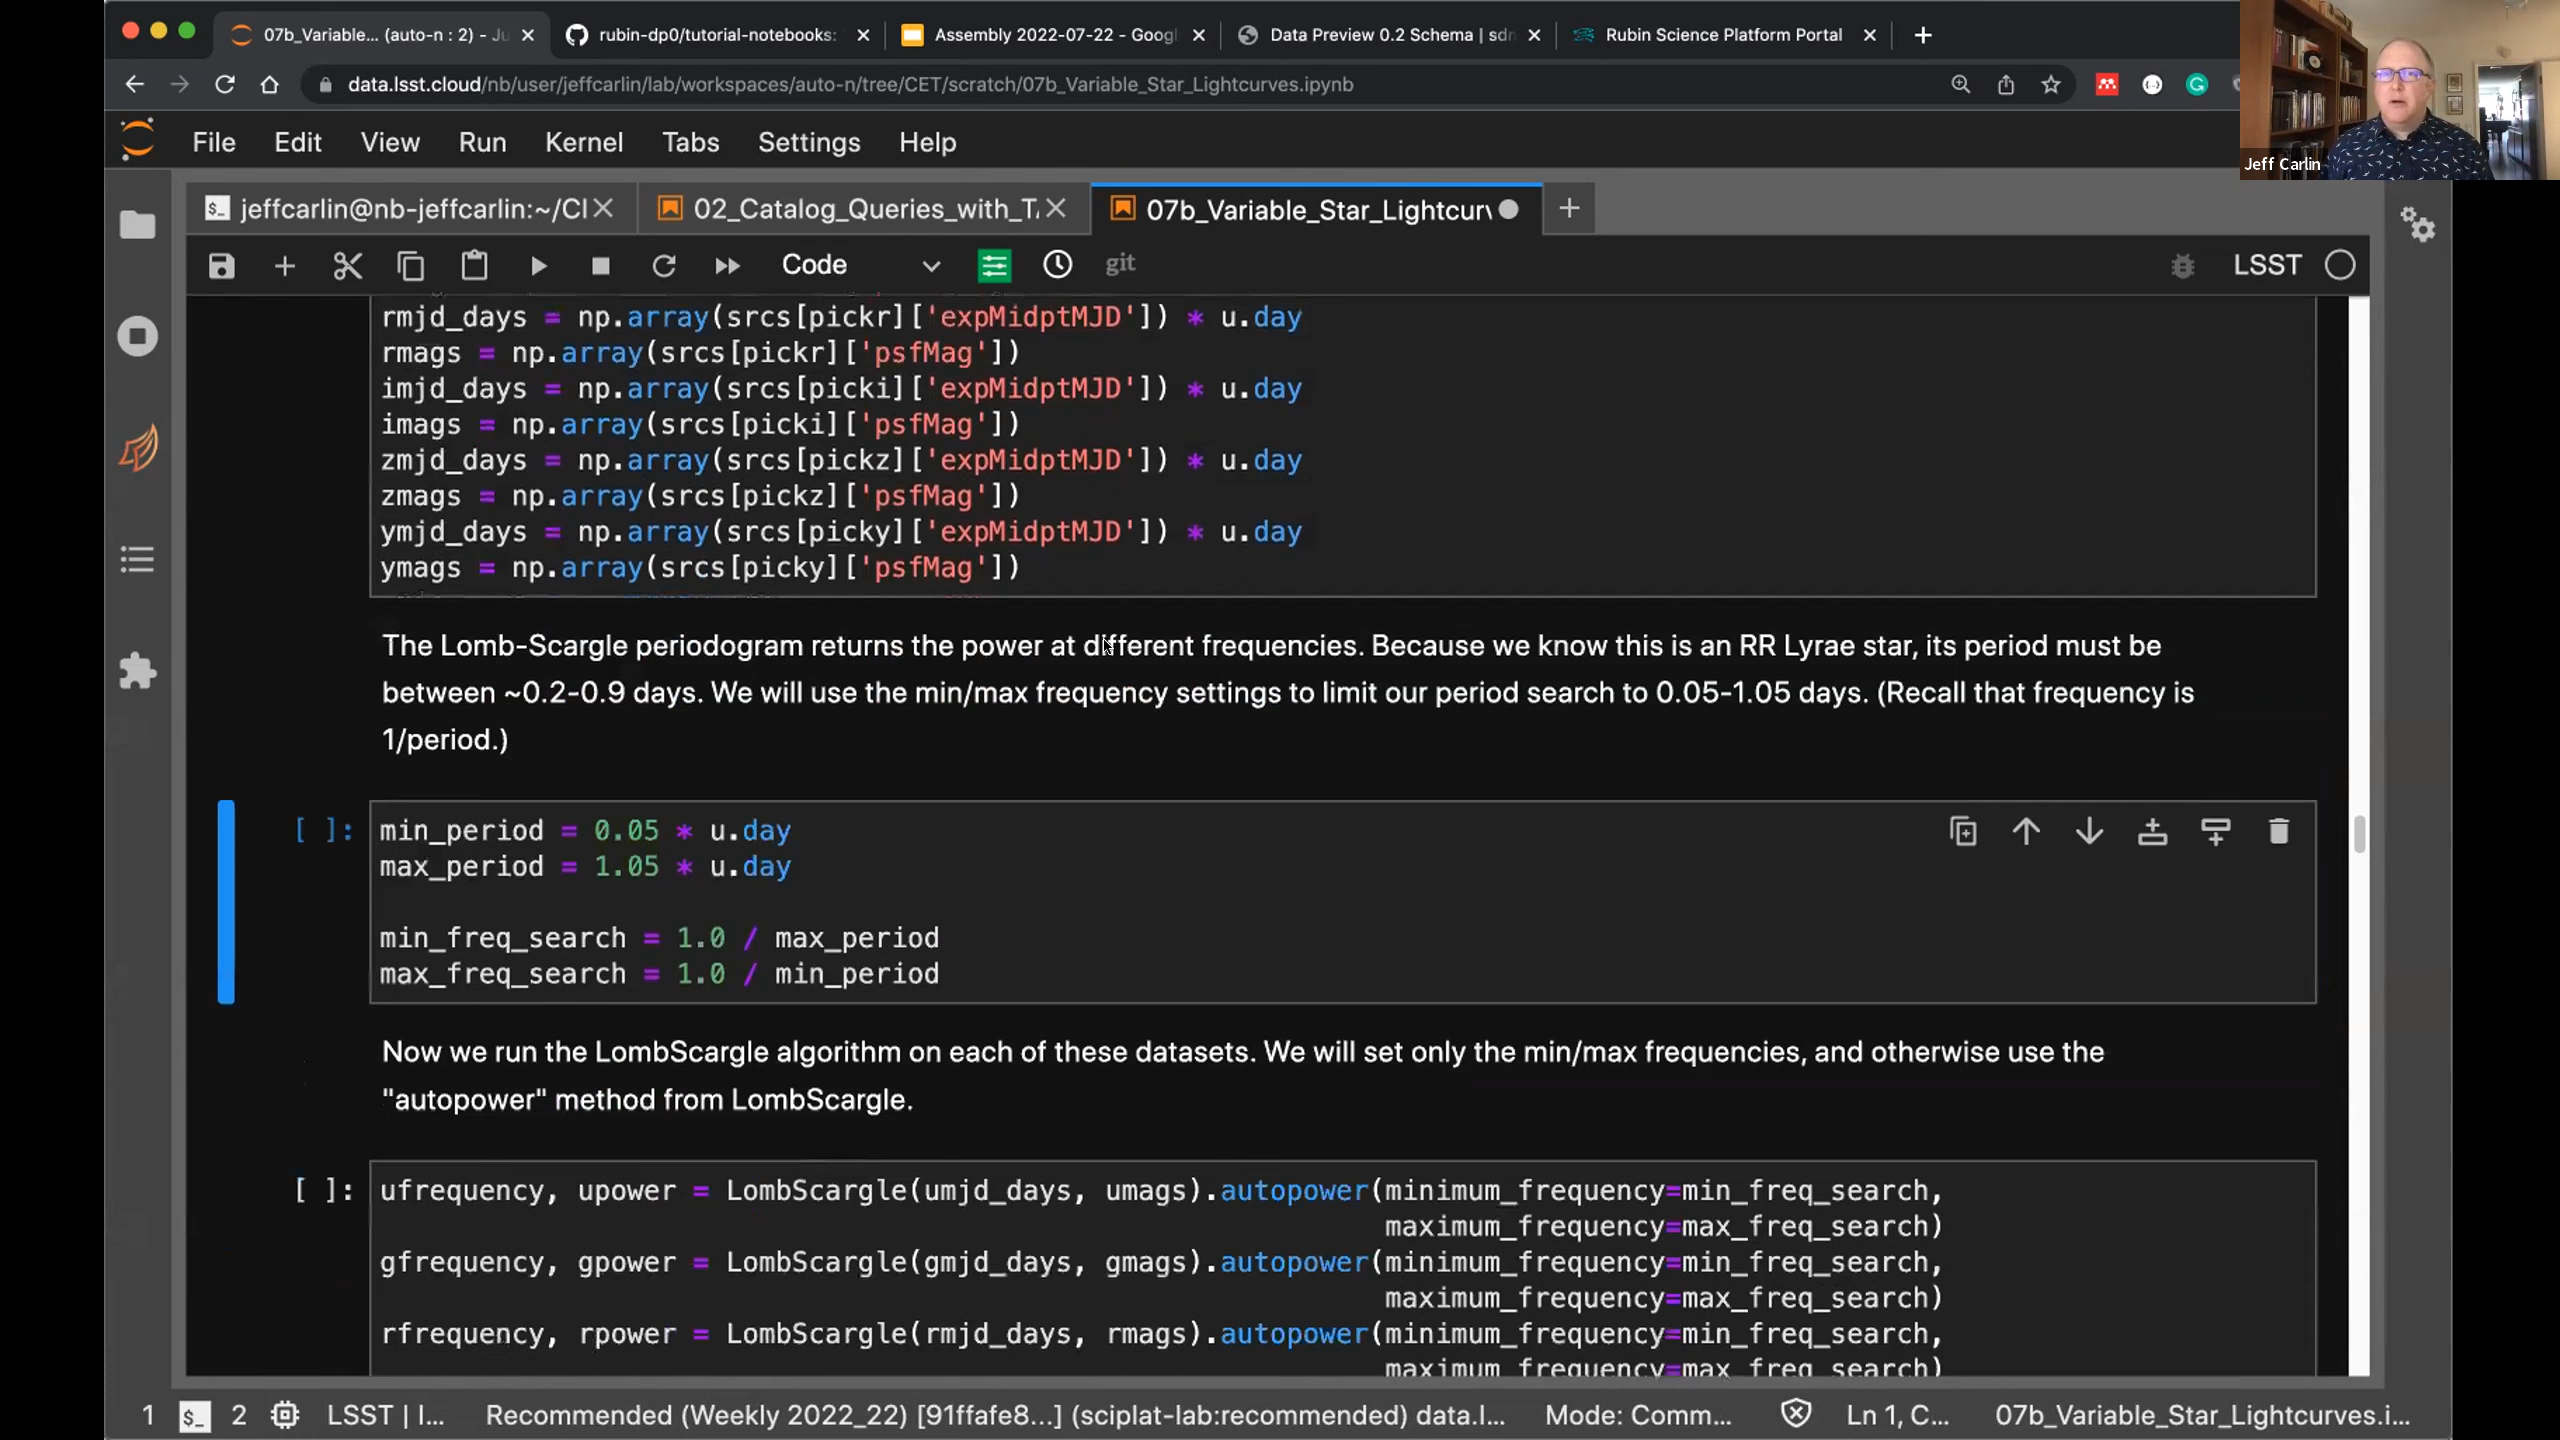 07b_Variable... (auto-n : 2) - Ju
rubin-dp0/tutorial-notebooks:
Assembly 2022-07-22 - Googl
Data Preview 0.2 Schema | sdm
Rubin Science Platform Portal
data.lsst.cloud/nb/user/jeffcarlin/lab/workspaces/auto-n/tree/CET/scratch/07b_Variable_Star_Lightcurves.ipynb
Jeff Carlin
File Edit View Run Kernel Tabs Settings Help
jeffcarlin@nb-jeffcarlin:~/CI
02_Catalog_Queries_with_TA
07b_Variable_Star_Lightcurv
Code
git
LSST
rmjd_days = np.array(srcs[pickr]['expMidptMJD']) * u.day
rmags = np.array(srcs[pickr]['psfMag'])
imjd_days = np.array(srcs[picki]['expMidptMJD']) * u.day
imags = np.array(srcs[picki]['psfMag'])
zmjd_days = np.array(srcs[pickz]['expMidptMJD']) * u.day
zmags = np.array(srcs[pickz]['psfMag'])
ymjd_days = np.array(srcs[picky]['expMidptMJD']) * u.day
ymags = np.array(srcs[picky]['psfMag'])
The Lomb-Scargle periodogram returns the power at different frequencies. Because we know this is an RR Lyrae star, its period must be
between ~0.2-0.9 days. We will use the min/max frequency settings to limit our period search to 0.05-1.05 days. (Recall that frequency is
1/period.)
[ ]: min_period = 0.05 * u.day
max_period = 1.05 * u.day
min_freq_search = 1.0 / max_period
max_freq_search = 1.0 / min_period
Now we run the LombScargle algorithm on each of these datasets. We will set only the min/max frequencies, and otherwise use the
"autopower" method from LombScargle.
[ ]: ufrequency, upower = LombScargle(umjd_days, umags).autopower(minimum_frequency=min_freq_search,
maximum_frequency=max_freq_search)
gfrequency, gpower = LombScargle(gmjd_days, gmags).autopower(minimum_frequency=min_freq_search,
maximum_frequency=max_freq_search)
rfrequency, rpower = LombScargle(rmjd_days, rmags).autopower(minimum_frequency=min_freq_search,
maximum_frequency=max_freq_search)
1 $_ 2 LSST | I... Recommended (Weekly 2022_22) [91ffafe8...] (sciplat-lab:recommended) data.l... Mode: Comm... Ln 1, C... 07b_Variable_Star_Lightcurves.i...